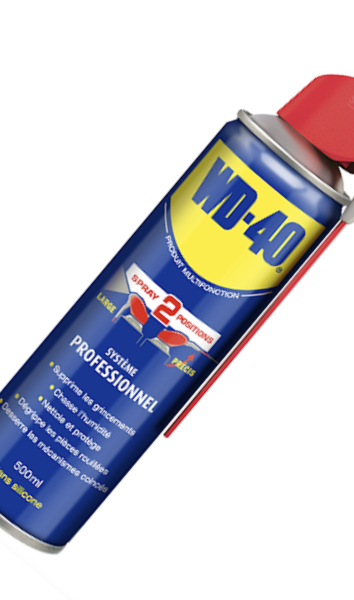 WD-40
®
PRODUIT MULTIFONCTION
SPRAY 2 POSITIONS
LARGE
PRÉCIS
SYSTÈME
PROFESSIONNEL
• Supprime les grincements
• Chasse l'humidité
• Nettoie et protège
• Dégrippe les pièces rouillées
• Desserre les mécanismes coincés
500ml
sans silicone